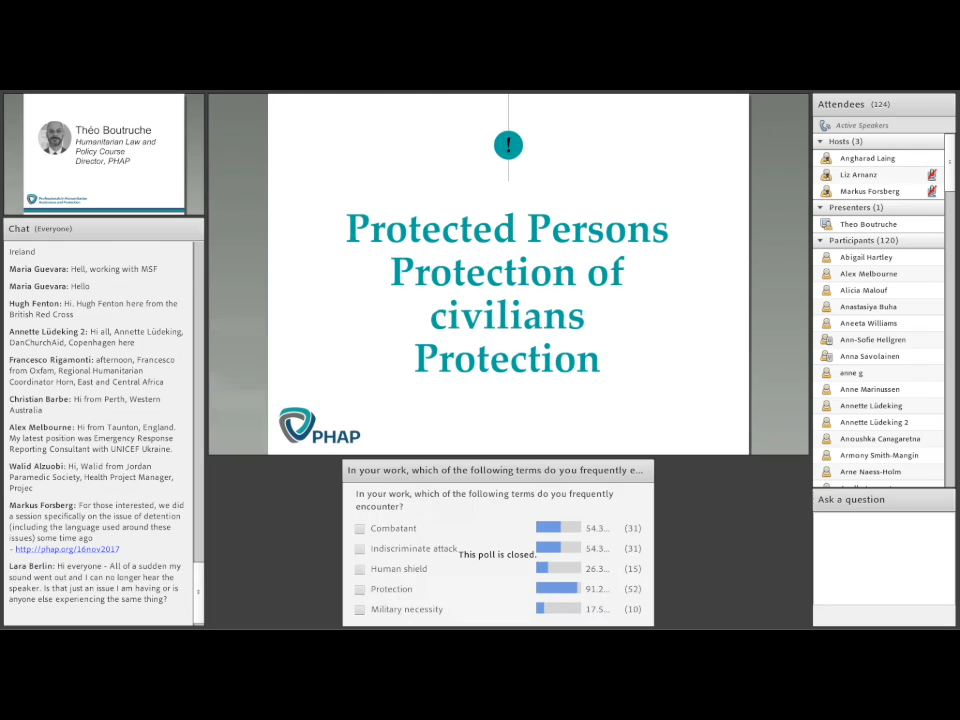 Théo Boutruche
Humanitarian Law and
Policy Course
Director, PHAP
Chat (Everyone)
Ireland
Maria Guevara: Hell, working with MSF
Maria Guevara: Hello
Hugh Fenton: Hi. Hugh Fenton here from the
British Red Cross
Annette Lüdeking 2: Hi all, Annette Lüdeking,
DanChurchAid, Copenhagen here
Francesco Rigamonti: afternoon, Francesco
from Oxfam, Regional Humanitarian
Coordinator Horn, East and Central Africa
Christian Barbe: Hi from Perth, Western
Australia
Alex Melbourne: Hi from Taunton, England.
My latest position was Emergency Response
Reporting Consultant with UNICEF Ukraine.
Walid Alzuobi: Hi, Walid from Jordan
Paramedic Society, Health Project Manager,
Projec
Markus Forsberg: For those interested, we did
a session specifically on the issue of detention
(including the language used around these
issues) some time ago
- http://phap.org/16nov2017
Lara Berlin: Hi everyone - All of a sudden my
sound went out and I can no longer hear the
speaker. Is that just an issue I am having or is
anyone else experiencing the same thing?
!
Protected Persons
Protection of
civilians
Protection
PHAP
In your work, which of the following terms do you frequently e...
In your work, which of the following terms do you frequently
encounter?
Combatant 54.3... (31)
Indiscriminate attack 54.3... (31)
This poll is closed.
Human shield 26.3... (15)
Protection 91.2... (52)
Military necessity 17.5... (10)
Attendees (124)
Active Speakers
Hosts (3)
Angharad Laing
Liz Arnanz
Markus Forsberg
Presenters (1)
Theo Boutruche
Participants (120)
Abigail Hartley
Alex Melbourne
Alicia Malouf
Anastasiya Buha
Aneeta Williams
Ann-Sofie Hellgren
Anna Savolainen
anne g
Anne Marinussen
Annette Lüdeking
Annette Lüdeking 2
Anoushka Canagaretna
Armony Smith-Mangin
Arne Naess-Holm
Ask a question